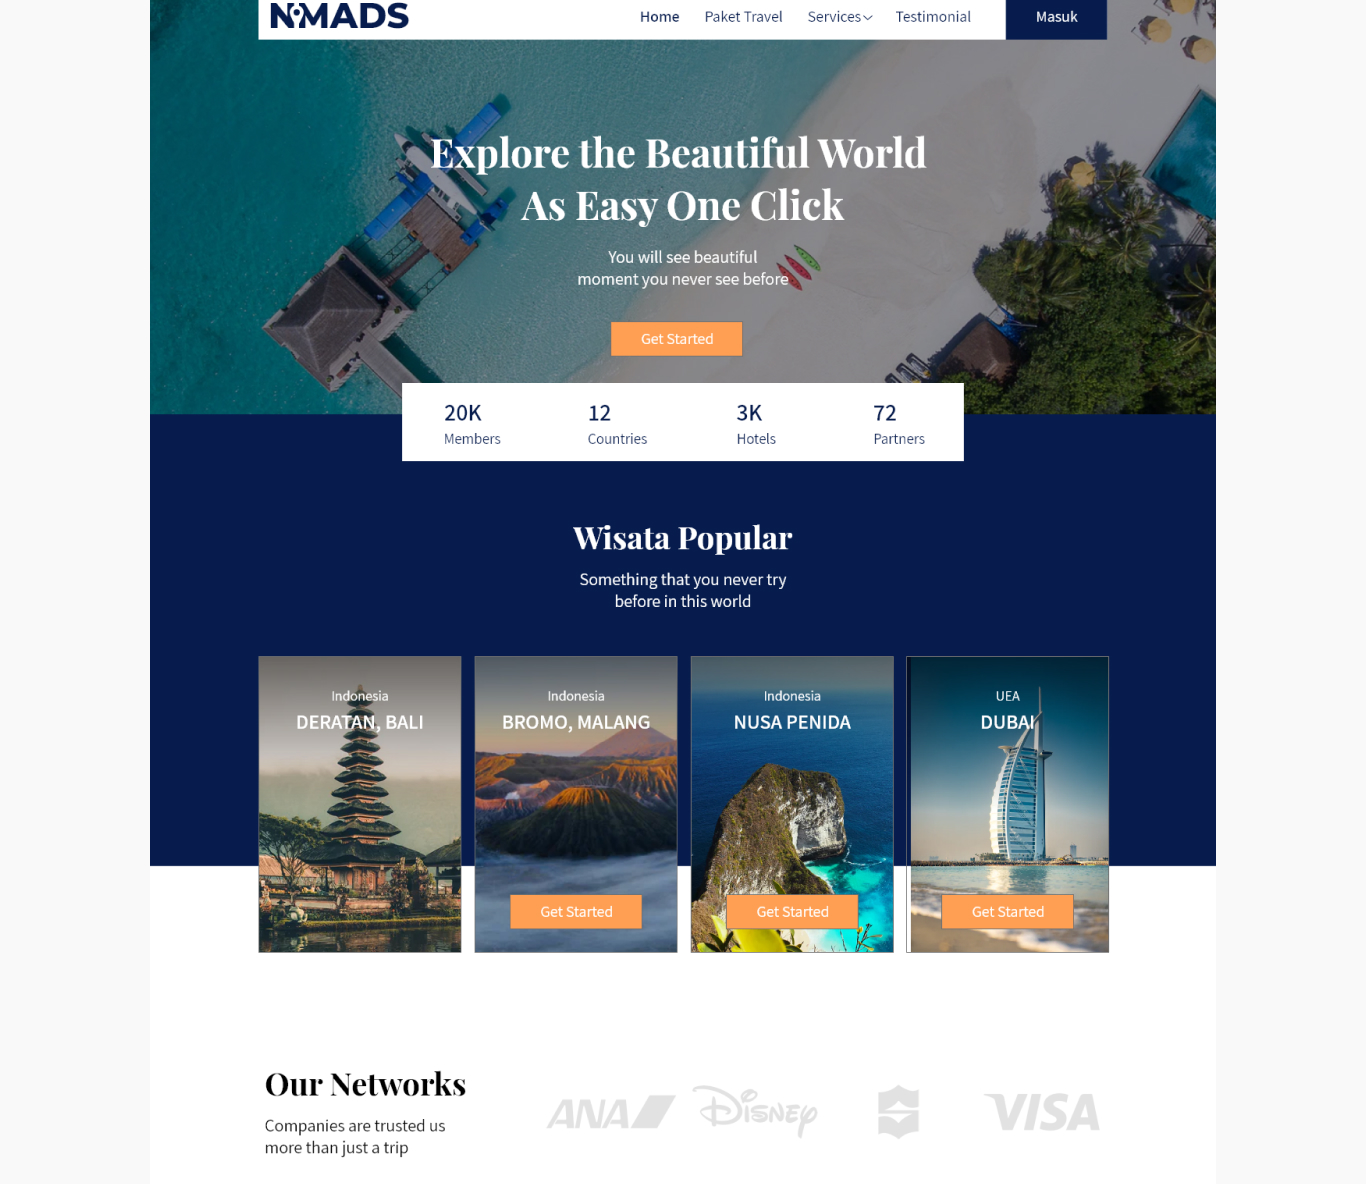 NOMADS
Home
Paket Travel
Services
Testimonial
Masuk
Explore the Beautiful World
As Easy One Click
You will see beautiful
moment you never see before
Get Started
20K
Members
12
Countries
3K
Hotels
72
Partners
Wisata Popular
Something that you never try
before in this world
Indonesia
DERATAN, BALI
Indonesia
BROMO, MALANG
Get Started
Indonesia
NUSA PENIDA
Get Started
UEA
DUBAI
Get Started
Our Networks
Companies are trusted us
more than just a trip
ANA
Disney
VISA